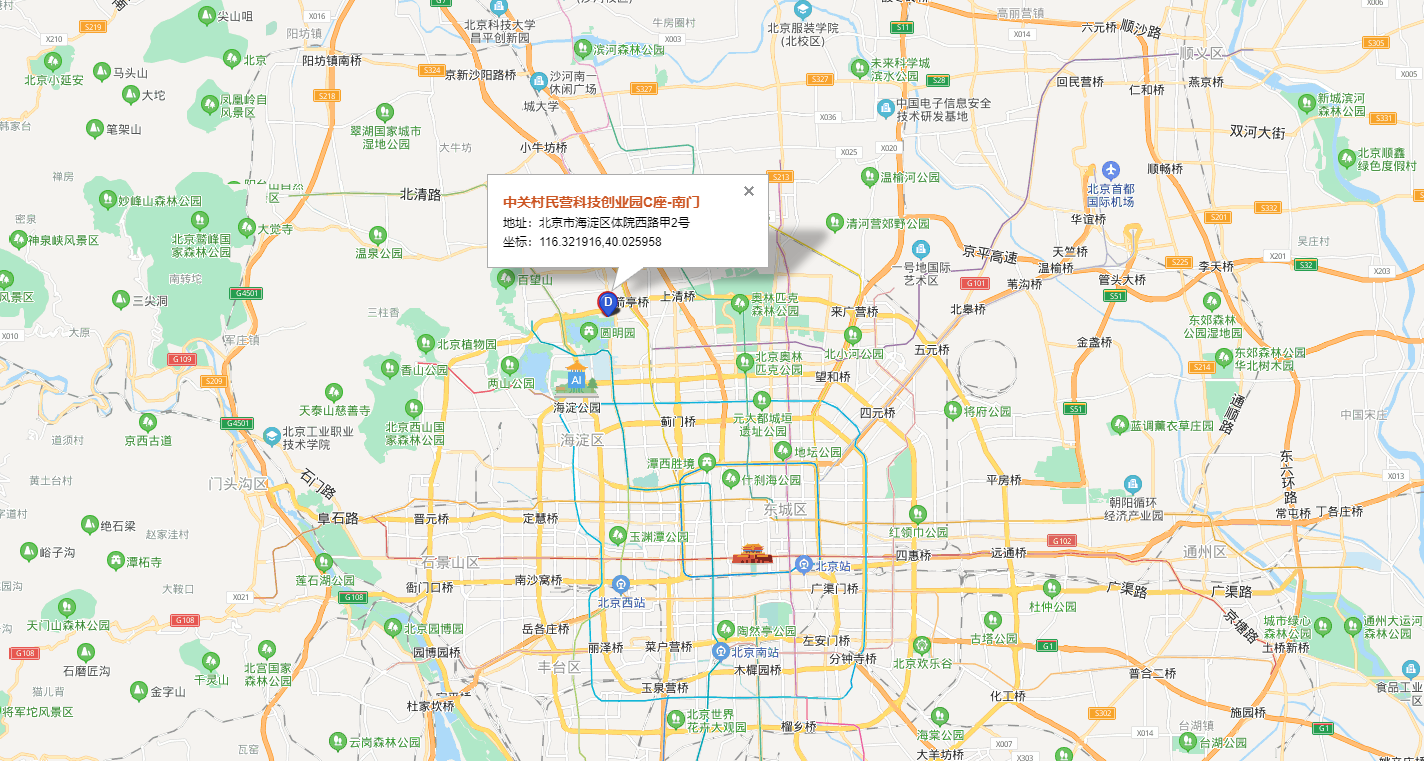 尖山咀
X016
北京科技大学
昌平创新园
牛房圈村
北京服装学院
(北校区)
高丽营镇
六元桥
顺沙路
X006
S219
X210
阳坊镇
滨河森林公园
X003
S11
X014
顺义区
S305
北京小延安
马头山
北京
阳坊镇南桥
S324
京新沙阳路桥
沙河南
休闲广场
S327
S327
未来科学城
滨水公园
S28
回民营桥
燕京桥
仁和桥
X005
大坨
凤凰岭自
风景区
S218
城大学
X036
中国电子信息安全
技术研发基地
新城滨河
森林公园
S331
韩家台
笔架山
翠湖国家城市
湿地公园
大牛坊
小牛坊桥
X025
X020
双河大街
禅房
S213
温榆河公园
北京首都
国际机场
顺畅桥
北京顺鑫
绿色度假村
妙峰山森林公园
北清路
中关村民营科技创业园C座-南门
地址：北京市海淀区体院西路甲2号
坐标：116.321916,40.025958
华谊桥
S201
S332
密泉
神泉峡风景区
北京鹫峰国
家森林公园
大觉寺
温泉公园
清河营郊野公园
一号地国际
艺术区
京平高速
天竺桥
温榆桥
苇沟桥
S225
李天桥
吴庄村
X201
S32
X203
风景区
南转坨
G4501
百望山
G101
管头大桥
S51
三尖洞
三柱香
D
箭亭桥
上清桥
奥林匹克
森林公园
来广营桥
北皋桥
东郊森林
公园湿地园
X010
大原
军庄镇
北京植物园
圆明园
北小河公园
五元桥
金盏桥
G109
香山公园
两山公园
AI
海淀公园
北京奥林
匹克公园
望和桥
S214
东郊森林公园
华北树木园
S209
天泰山慈善寺
北京西山国
家森林公园
蓟门桥
元大都城垣
遗址公园
四元桥
将府公园
S51
通顺路
中国宋庄
G4501
道须村
京西古道
北京工业职业
技术学院
海淀区
蓝调薰衣草庄园
潭西胜境
地坛公园
什刹海公园
黄土台村
门头沟区
石门路
平房桥
朝阳循环
经济产业园
东六环路
X013
字道村
绝石梁
赵家洼村
阜石路
晋元桥
定慧桥
东城区
红领巾公园
常屯桥
丁各庄桥
峪子沟
潭柘寺
玉渊潭公园
G102
石景山区
四惠桥
远通桥
通州区
大鞍口
莲石湖公园
衙门口桥
南沙窝桥
北京西站
北京站
广渠门桥
杜仲公园
广渠路
广渠路
X021
G108
G108
天门山森林公园
北京园博园
岳各庄桥
陶然亭公园
左安门桥
古塔公园
京塘路
城市绿心
森林公园
通州大运河
森林公园
G108
石磨匠沟
北宫国家
森林公园
千灵山
园博园桥
丰台区
丽泽桥
菜户营桥
北京南站
木樨园桥
分钟寺桥
北京欢乐谷
G1
土桥新桥
普合二桥
猫儿背
金字山
玉泉营桥
化工桥
食品工业
区
将军坨风景区
杜家坎桥
北京世界
花卉大观园
榴乡桥
海棠公园
S302
施园桥
台湖镇
瓦窑
云岗森林公园
大羊坊桥
X007
X303
X014
台湖公园
G1